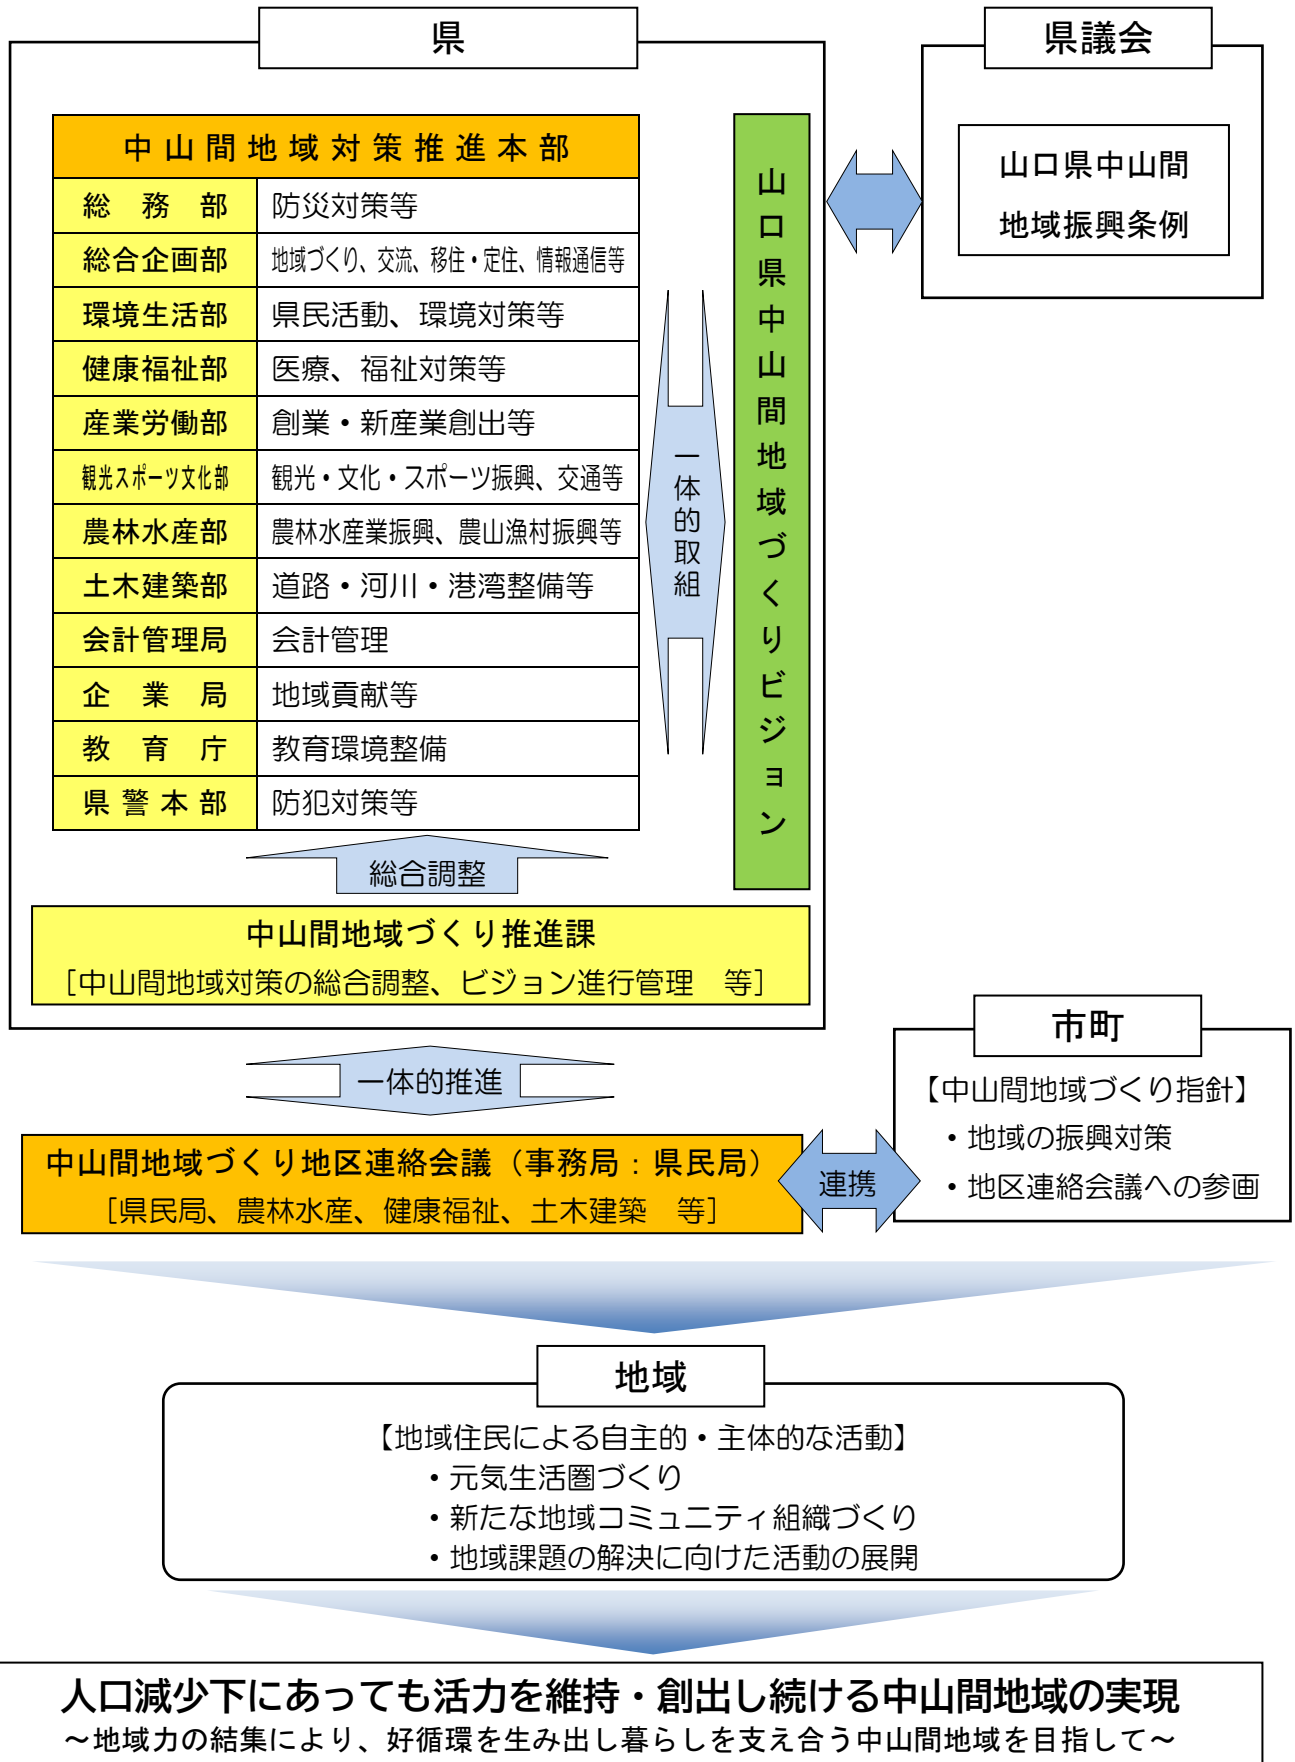 県
中山間地域対策推進本部
総務部 防災対策等
総合企画部 地域づくり、交流、移住・定住、情報通信等
環境生活部 県民活動、環境対策等
健康福祉部 医療、福祉対策等
産業労働部 創業・新産業創出等
観光スポーツ文化部 観光・文化・スポーツ振興、交通等
農林水産部 農林水産業振興、農山漁村振興等
土木建築部 道路・河川・港湾整備等
会計管理局 会計管理
企業局 地域貢献等
教育庁 教育環境整備
県警本部 防犯対策等
一体的取組
山口県中山間地域づくりビジョン
総合調整
中山間地域づくり推進課
［中山間地域対策の総合調整、ビジョン進行管理　等］
県議会
山口県中山間
地域振興条例
一体的推進
中山間地域づくり地区連絡会議（事務局：県民局）
［県民局、農林水産、健康福祉、土木建築　等］
連携
市町
【中山間地域づくり指針】
・地域の振興対策
・地区連絡会議への参画
地域
【地域住民による自主的・主体的な活動】
・元気生活圏づくり
・新たな地域コミュニティ組織づくり
・地域課題の解決に向けた活動の展開
人口減少下にあっても活力を維持・創出し続ける中山間地域の実現
～地域力の結集により、好循環を生み出し暮らしを支え合う中山間地域を目指して～